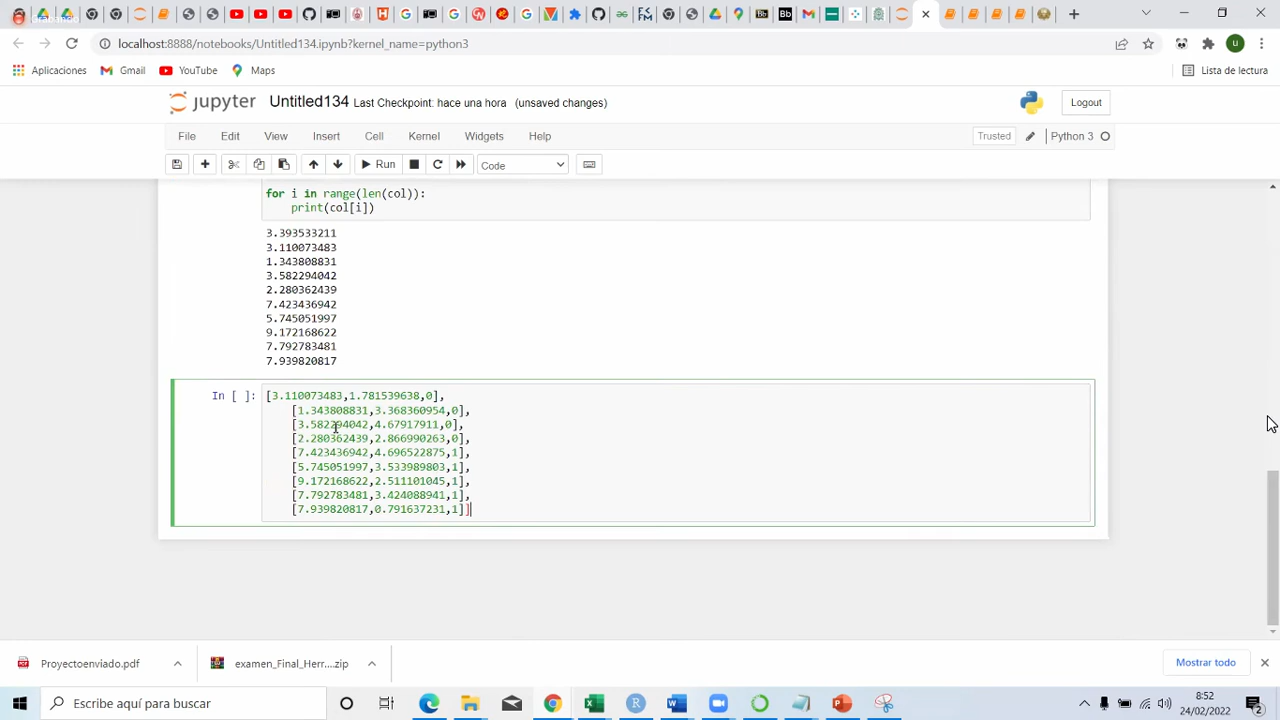 localhost:8888/notebooks/Untitled134.ipynb?kernel_name=python3
Aplicaciones Gmail YouTube Maps Lista de lectura
jupyter Untitled134 Last Checkpoint: hace una hora (unsaved changes) Logout
File Edit View Insert Cell Kernel Widgets Help Trusted Python 3
Run Code
for i in range(len(col)):
print(col[i])
3.393533211
3.110073483
1.343808831
3.582294042
2.280362439
7.423436942
5.745051997
9.172168622
7.792783481
7.939820817
In [ ]: [3.110073483,1.781539638,0],
[1.343808831,3.368360954,0],
[3.582294042,4.67917911,0],
[2.280362439,2.866990263,0],
[7.423436942,4.696522875,1],
[5.745051997,3.533989803,1],
[9.172168622,2.511101045,1],
[7.792783481,3.424088941,1],
[7.939820817,0.791637231,1]]
Proyectoenviado.pdf examen_Final_Herr....zip Mostrar todo
Escribe aquí para buscar
8:52
24/02/2022